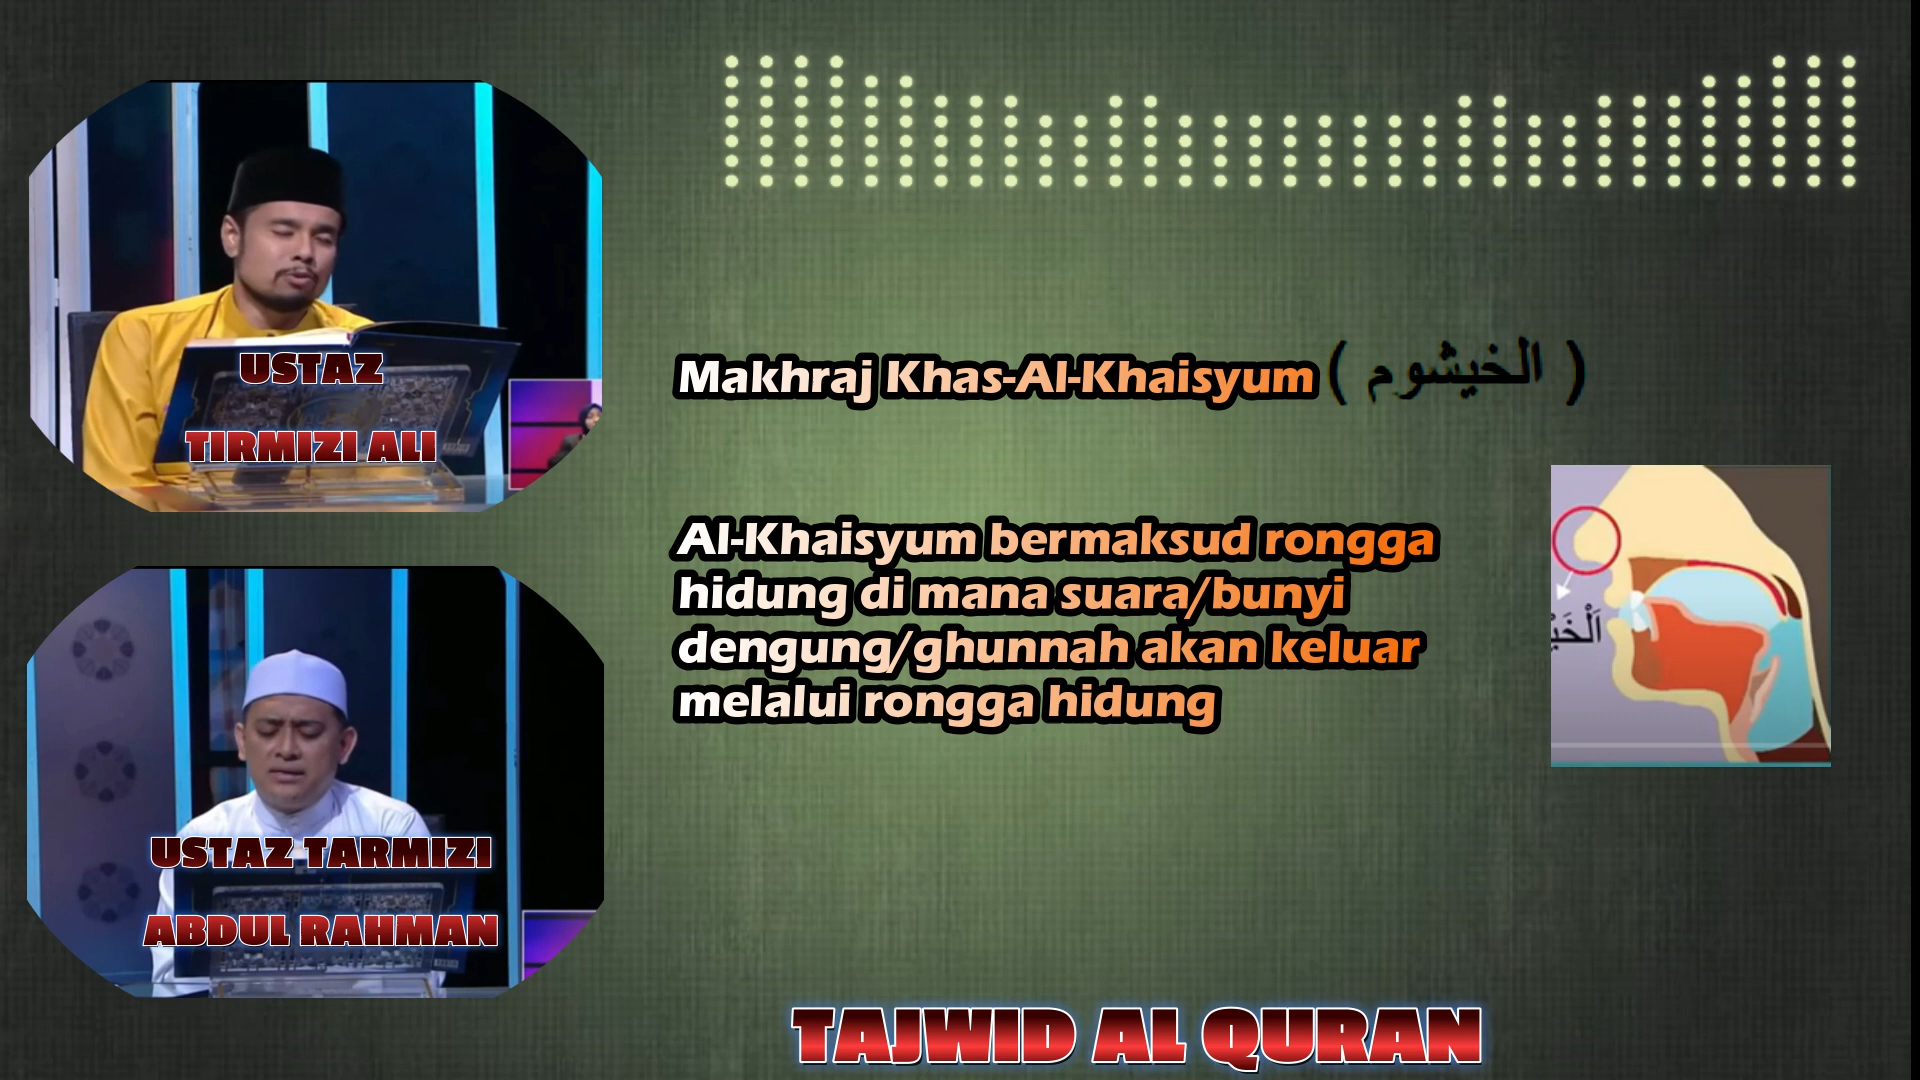 USTAZ
TIRMIZI ALI
USTAZ TARMIZI
ABDUL RAHMAN
Makhraj Khas-Al-Khaisyum ( الخيشوم )
Al-Khaisyum bermaksud rongga
hidung di mana suara/bunyi
dengung/ghunnah akan keluar
melalui rongga hidung
TAJWID AL QURAN